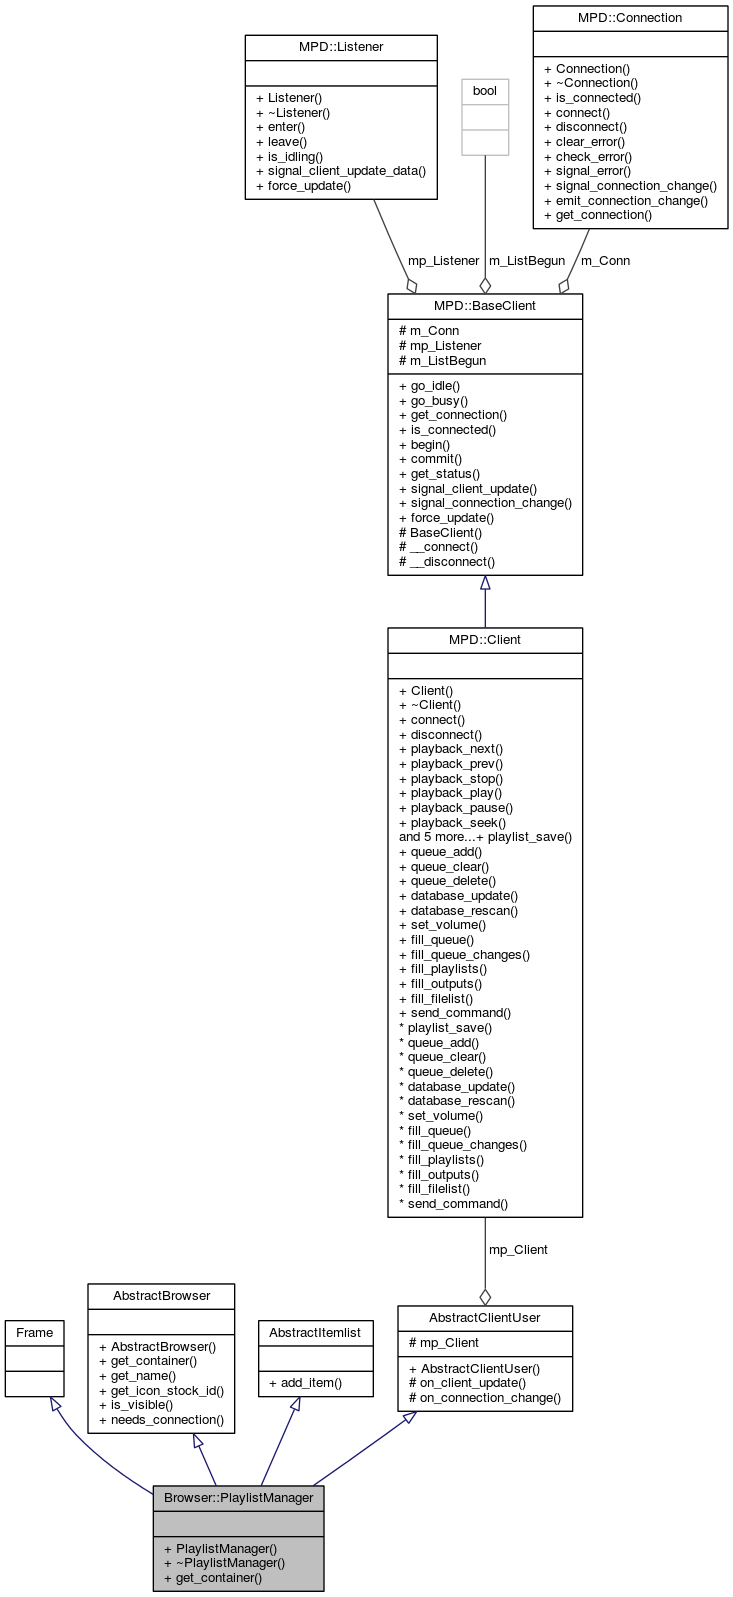 MPD::Connection
+ Connection()
+ ~Connection()
+ is_connected()
+ connect()
+ disconnect()
+ clear_error()
+ check_error()
+ signal_error()
+ signal_connection_change()
+ emit_connection_change()
+ get_connection()
MPD::Listener
+ Listener()
+ ~Listener()
+ enter()
+ leave()
+ is_idling()
+ signal_client_update_data()
+ force_update()
bool
mp_Listener
m_ListBegun
m_Conn
MPD::BaseClient
# m_Conn
# mp_Listener
# m_ListBegun
+ go_idle()
+ go_busy()
+ get_connection()
+ is_connected()
+ begin()
+ commit()
+ get_status()
+ signal_client_update()
+ signal_connection_change()
+ force_update()
# BaseClient()
# __connect()
# __disconnect()
MPD::Client
+ Client()
+ ~Client()
+ connect()
+ disconnect()
+ playback_next()
+ playback_prev()
+ playback_stop()
+ playback_play()
+ playback_pause()
+ playback_seek()
and 5 more...+ playlist_save()
+ queue_add()
+ queue_clear()
+ queue_delete()
+ database_update()
+ database_rescan()
+ set_volume()
+ fill_queue()
+ fill_queue_changes()
+ fill_playlists()
+ fill_outputs()
+ fill_filelist()
+ send_command()
* playlist_save()
* queue_add()
* queue_clear()
* queue_delete()
* database_update()
* database_rescan()
* set_volume()
* fill_queue()
* fill_queue_changes()
* fill_playlists()
* fill_outputs()
* fill_filelist()
* send_command()
mp_Client
Frame
AbstractBrowser
+ AbstractBrowser()
+ get_container()
+ get_name()
+ get_icon_stock_id()
+ is_visible()
+ needs_connection()
AbstractItemlist
+ add_item()
AbstractClientUser
# mp_Client
+ AbstractClientUser()
# on_client_update()
# on_connection_change()
Browser::PlaylistManager
+ PlaylistManager()
+ ~PlaylistManager()
+ get_container()